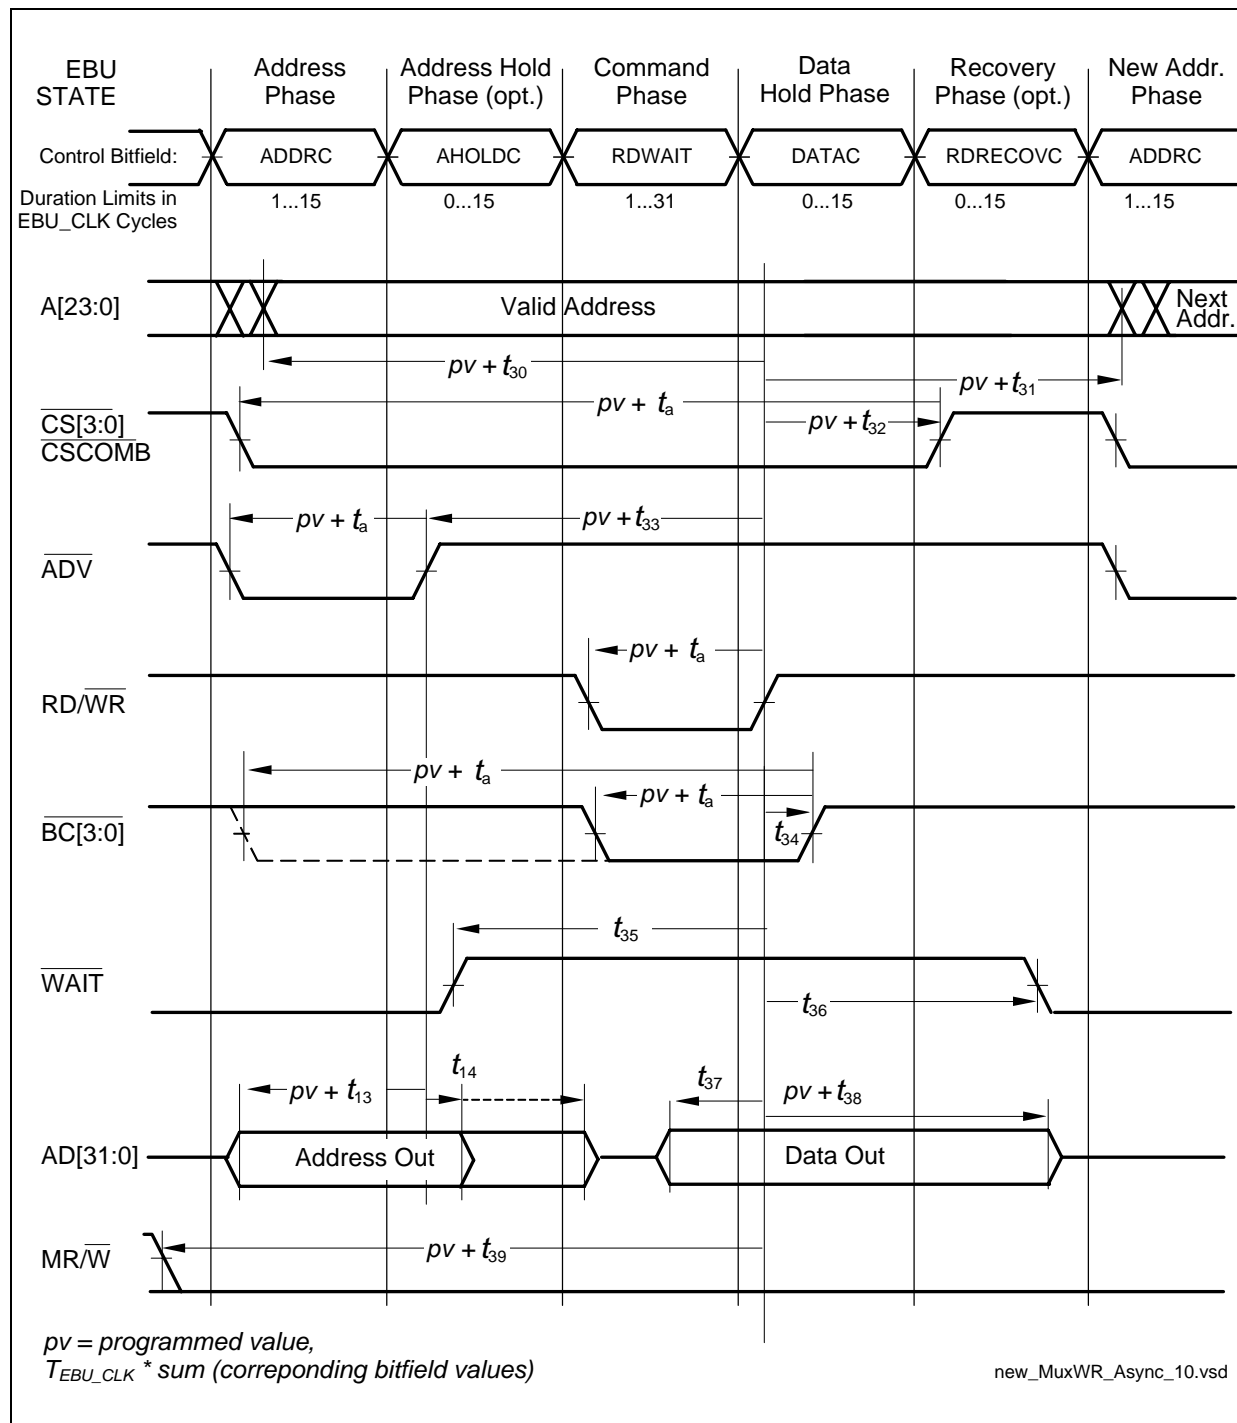 EBU STATE
Address Phase
Address Hold Phase (opt.)
Command Phase
Data Hold Phase
Recovery Phase (opt.)
New Addr. Phase
Control Bitfield:
ADDRC
AHOLDC
RDWAIT
DATAC
RDRECOVC
ADDRC
Duration Limits in EBU_CLK Cycles
1...15
0...15
1...31
0...15
0...15
1...15
A[23:0]
Valid Address
Next Addr.
pv + t30
pv + t31
CS[3:0]
CSCOMB
pv + ta
pv + t32
ADV
pv + ta
pv + t33
RD/WR
pv + ta
BC[3:0]
pv + ta
pv + ta
t34
WAIT
t35
t36
AD[31:0]
pv + t13
t14
t37
pv + t38
Address Out
Data Out
MR/W
pv + t39
pv = programmed value,
TEBU_CLK * sum (correponding bitfield values)
new_MuxWR_Async_10.vsd